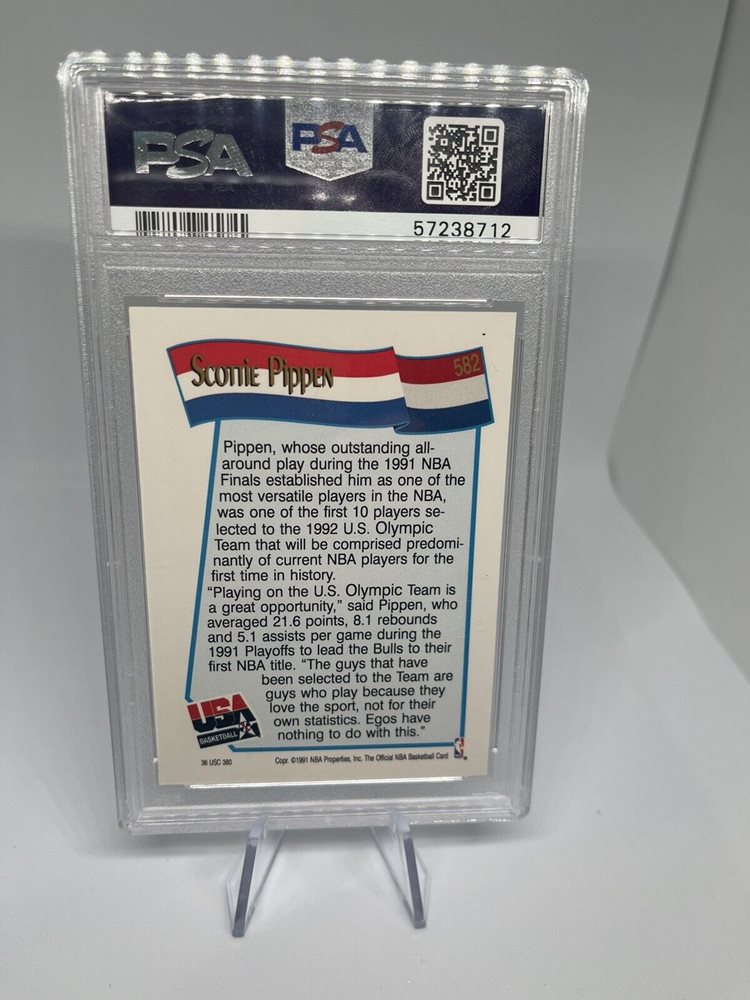 PSA PSA
57238712
Scottie Pippen 582
Pippen, whose outstanding all-
around play during the 1991 NBA
Finals established him as one of the
most versatile players in the NBA,
was one of the first 10 players se-
lected to the 1992 U.S. Olympic
Team that will be comprised predomi-
nantly of current NBA players for the
first time in history.
“Playing on the U.S. Olympic Team is
a great opportunity,” said Pippen, who
averaged 21.6 points, 8.1 rebounds
and 5.1 assists per game during the
1991 Playoffs to lead the Bulls to their
first NBA title. “The guys that have
been selected to the Team are
guys who play because they
love the sport, not for their
own statistics. Egos have
nothing to do with this.”
USA
BASKETBALL
36 USC 380 Copr. ©1991 NBA Properties, Inc. The Official NBA Basketball Card